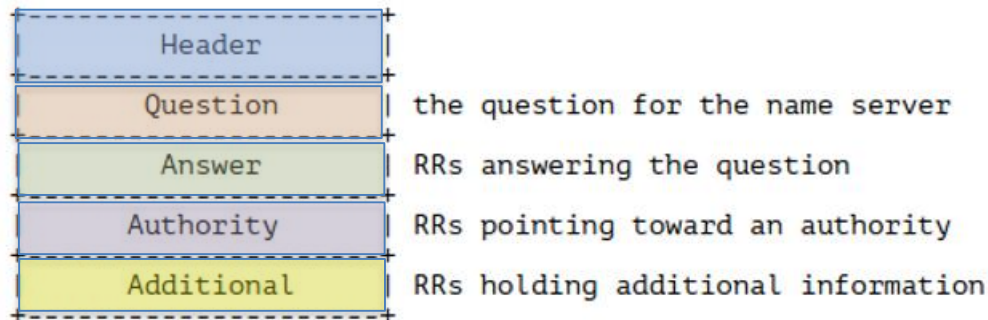 +---------------------+
|        Header       |
+---------------------+
|       Question      | the question for the name server
+---------------------+
|        Answer       | RRs answering the question
+---------------------+
|      Authority      | RRs pointing toward an authority
+---------------------+
|      Additional     | RRs holding additional information
+---------------------+